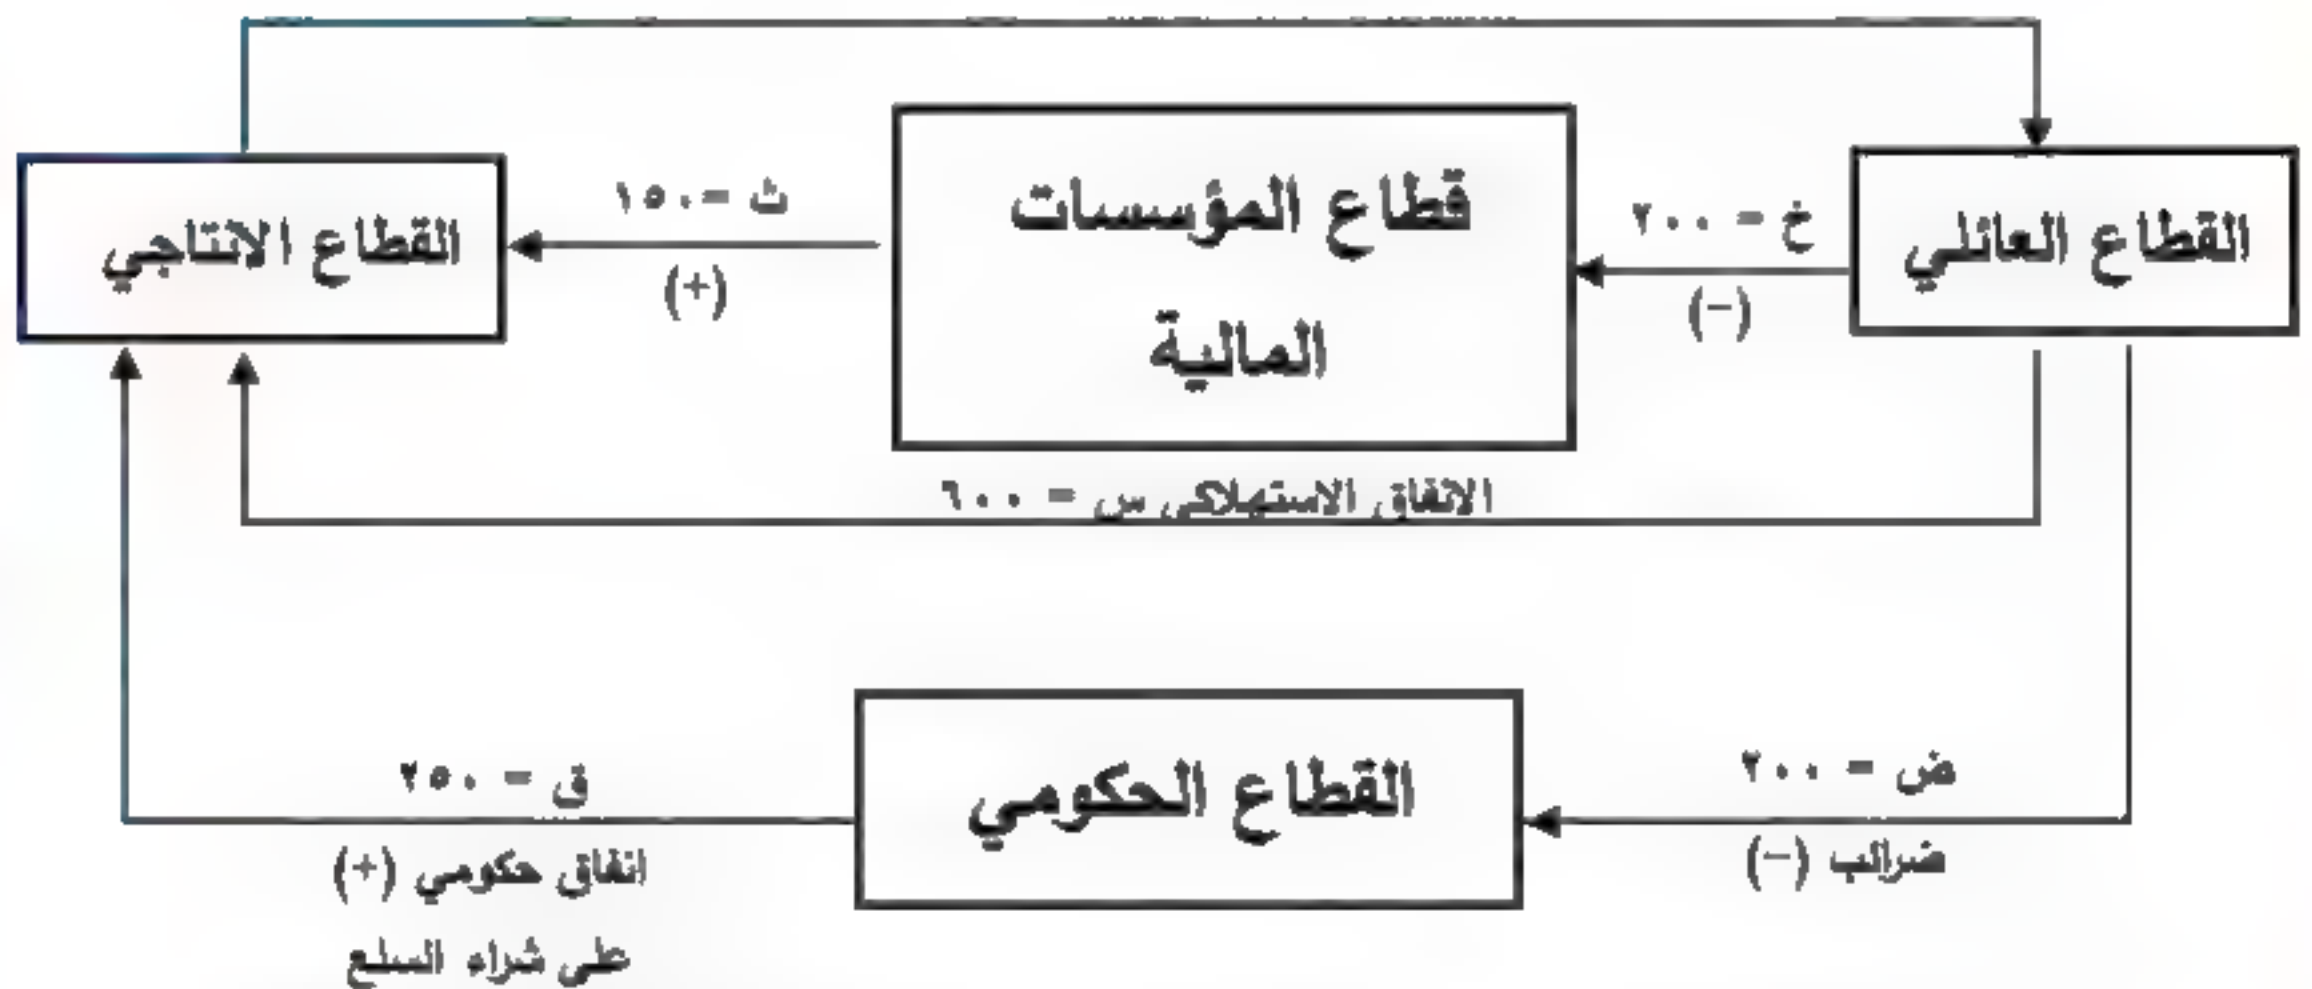 قطاع المؤسسات
المالية
القطاع العائلي
خ = ٢٠٠
(-)
ث = ١٥٠
(+)
القطاع الانتاجي
الانفاق الاستهلاكي س = ٦٠٠
القطاع الحكومي
ض = ٢٠٠
ضرائب (-)
ق = ٢٥٠
انفاق حكومي (+)
على شراء السلع